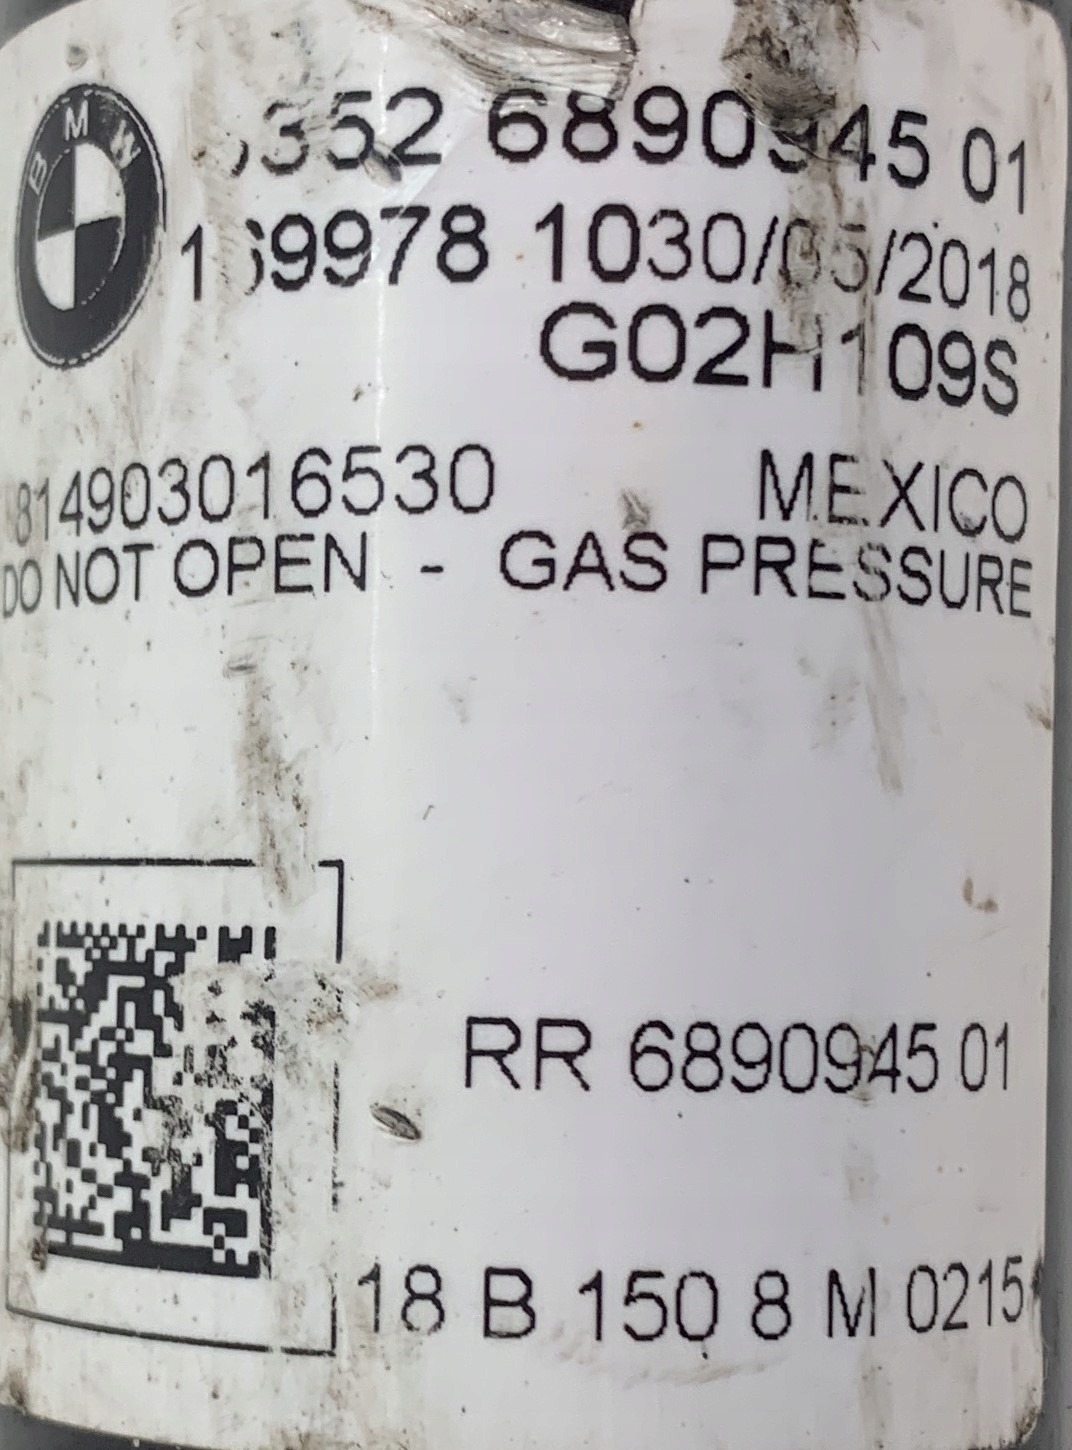 BMW
6890945 01
1030/05/2018
G02H109S
814903016530 MEXICO
DO NOT OPEN - GAS PRESSURE
RR 6890945 01
18 B 150 8 M 0215